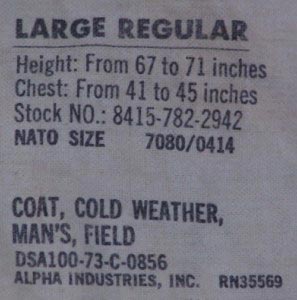 LARGE REGULAR
Height: From 67 to 71 inches
Chest: From 41 to 45 inches
Stock NO.: 8415-782-2942
NATO SIZE 7080/0414
COAT, COLD WEATHER,
MAN'S, FIELD
DSA100-73-C-0856
ALPHA INDUSTRIES, INC. RN35569